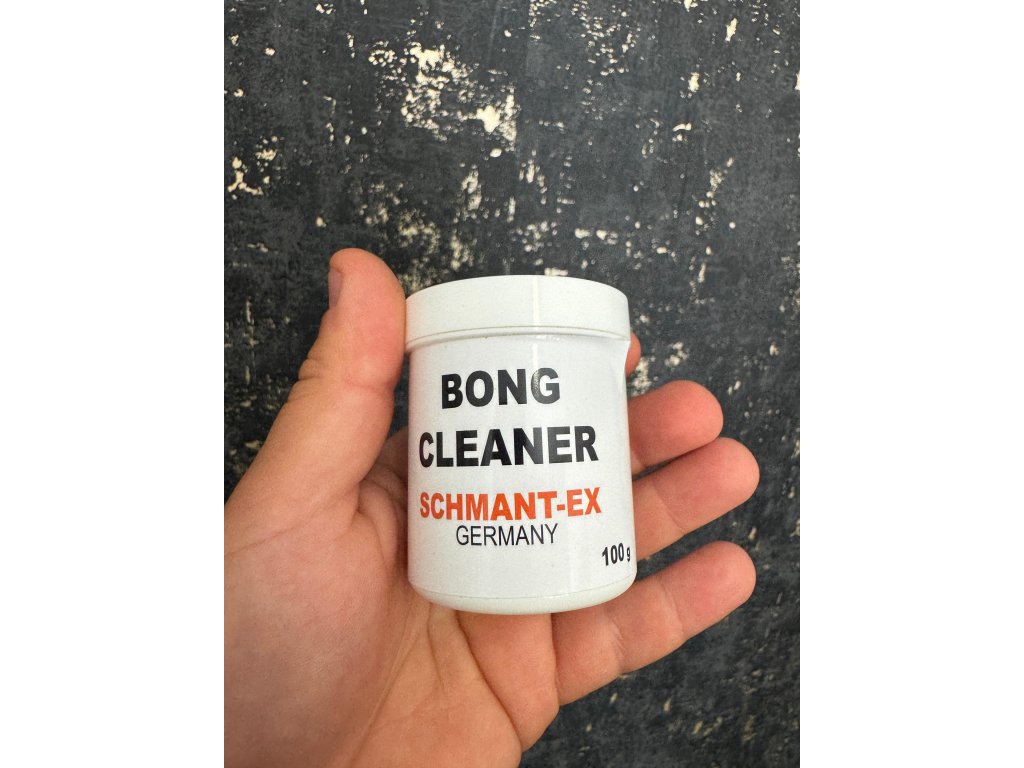 BONG
CLEANER
SCHMANT-EX
GERMANY
100 g